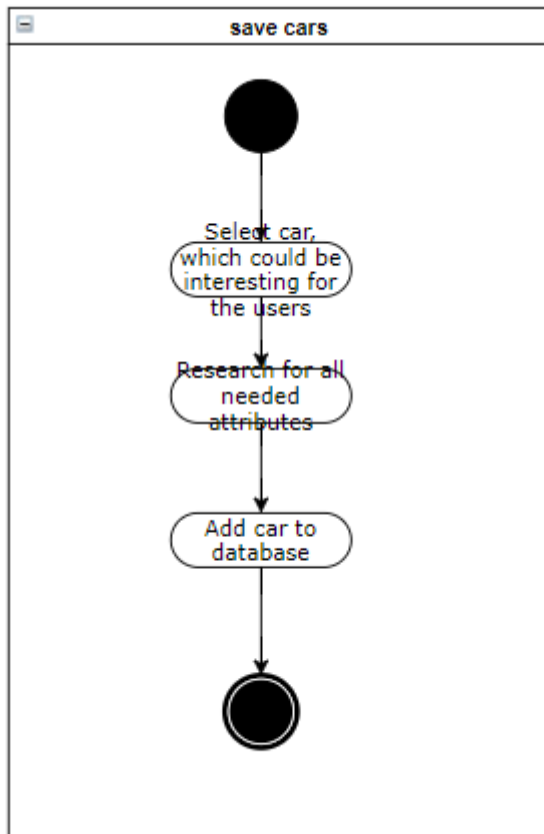 save cars
Select car,
which could be
interesting for
the users
Research for all
needed
attributes
Add car to
database